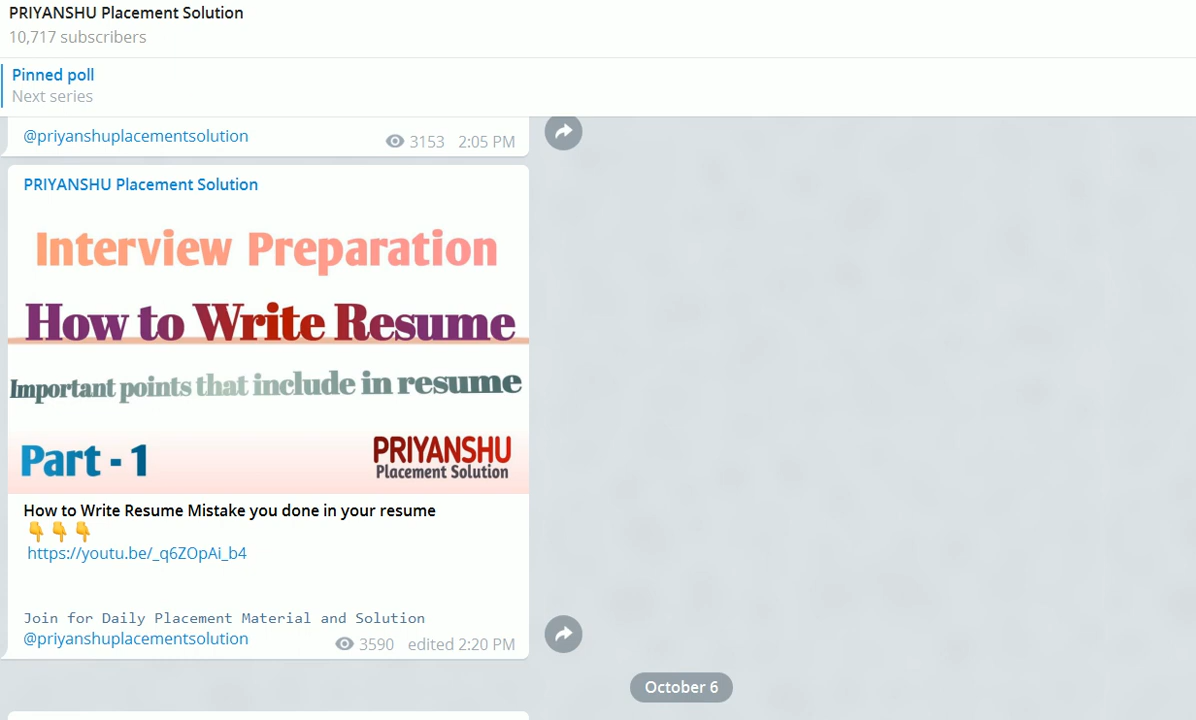 PRIYANSHU Placement Solution
10,717 subscribers
Pinned poll
Next series
@priyanshuplacementsolution
3153 2:05 PM
PRIYANSHU Placement Solution
Interview Preparation
How to Write Resume
Important points that include in resume
Part - 1
PRIYANSHU
Placement Solution
How to Write Resume Mistake you done in your resume
👇👇👇
https://youtu.be/_q6ZOpAi_b4
Join for Daily Placement Material and Solution
@priyanshuplacementsolution
3590 edited 2:20 PM
October 6